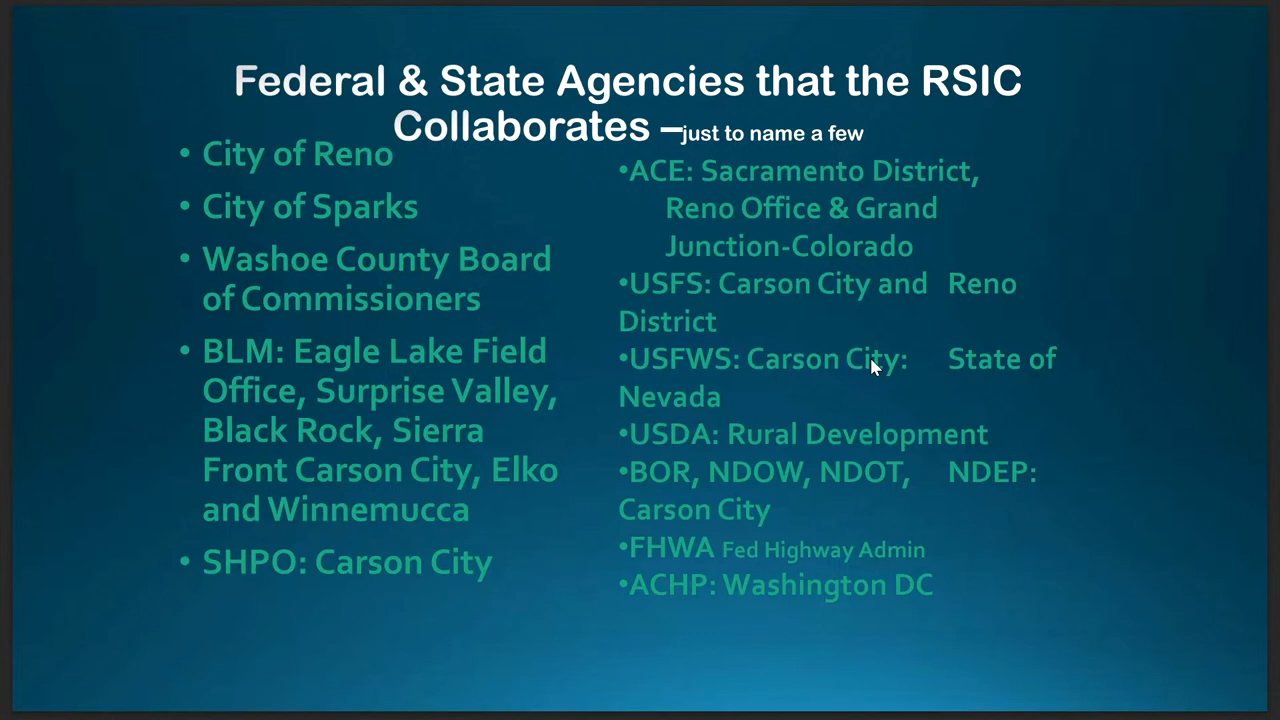 Federal & State Agencies that the RSIC
Collaborates –just to name a few
• City of Reno
• City of Sparks
• Washoe County Board
of Commissioners
• BLM: Eagle Lake Field
Office, Surprise Valley,
Black Rock, Sierra
Front Carson City, Elko
and Winnemucca
• SHPO: Carson City
•ACE: Sacramento District,
Reno Office & Grand
Junction-Colorado
•USFS: Carson City and Reno
District
•USFWS: Carson City: State of
Nevada
•USDA: Rural Development
•BOR, NDOW, NDOT, NDEP:
Carson City
•FHWA Fed Highway Admin
•ACHP: Washington DC